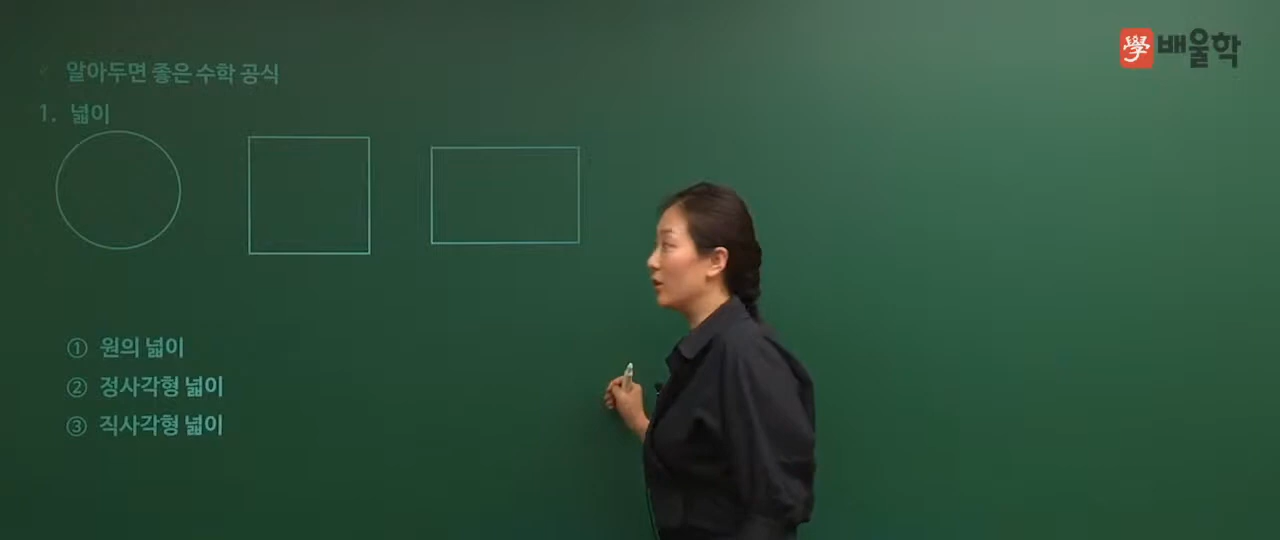 알아두면 좋은 수학 공식
1. 넓이
① 원의 넓이
② 정사각형 넓이
③ 직사각형 넓이
學 배울학